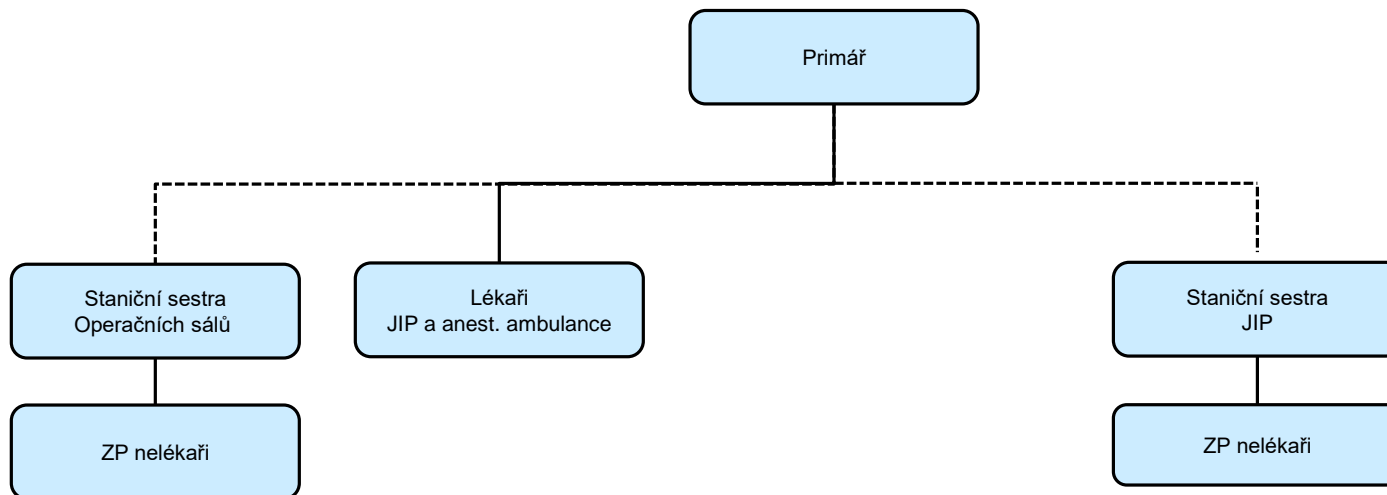 Primář
Staniční sestra
Operačních sálů
Lékaři
JIP a anest. ambulance
Staniční sestra
JIP
ZP nelékaři
ZP nelékaři